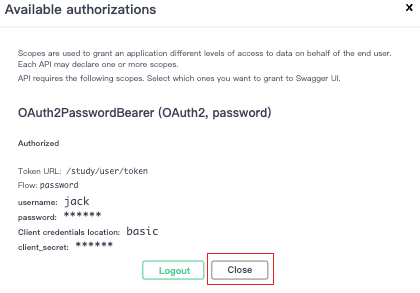 Available authorizations
x
Scopes are used to grant an application different levels of access to data on behalf of the end user.
Each API may declare one or more scopes.
API requires the following scopes. Select which ones you want to grant to Swagger UI.
OAuth2PasswordBearer (OAuth2, password)
Authorized
Token URL: /study/user/token
Flow: password
username: jack
password: ******
Client credentials location: basic
client_secret: ******
Logout
Close